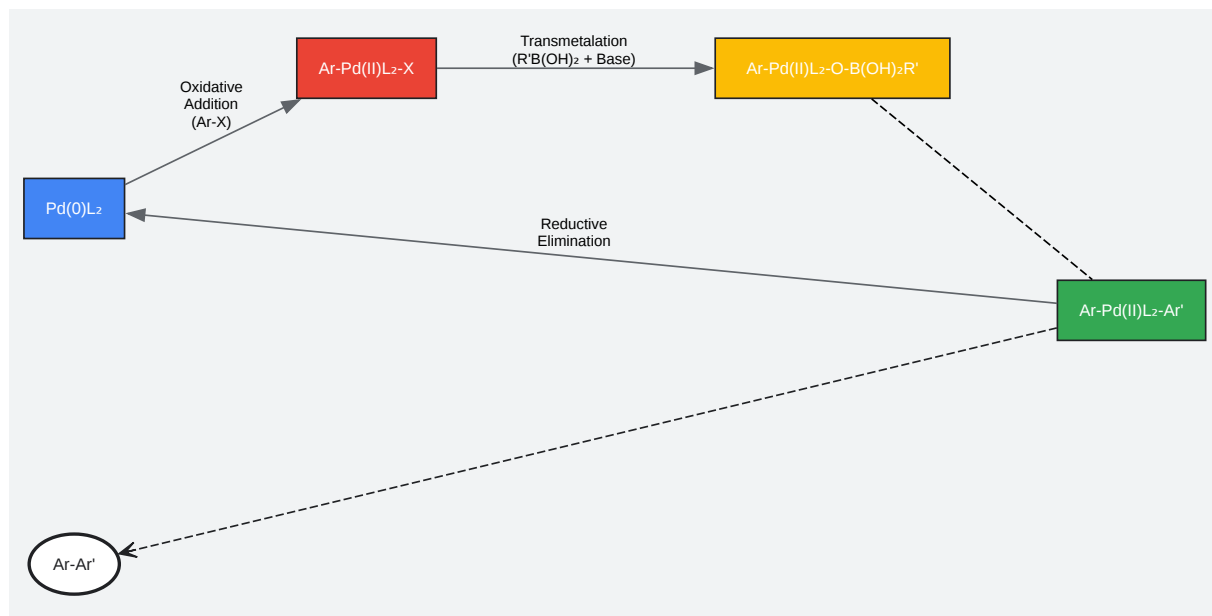 Transmetalation
(R'B(OH)₂ + Base)
Ar-Pd(II)L₂-X
Ar-Pd(II)L₂-O-B(OH)₂R'
Oxidative
Addition
(Ar-X)
Pd(0)L₂
Reductive
Elimination
Ar-Pd(II)L₂-Ar'
Ar-Ar'